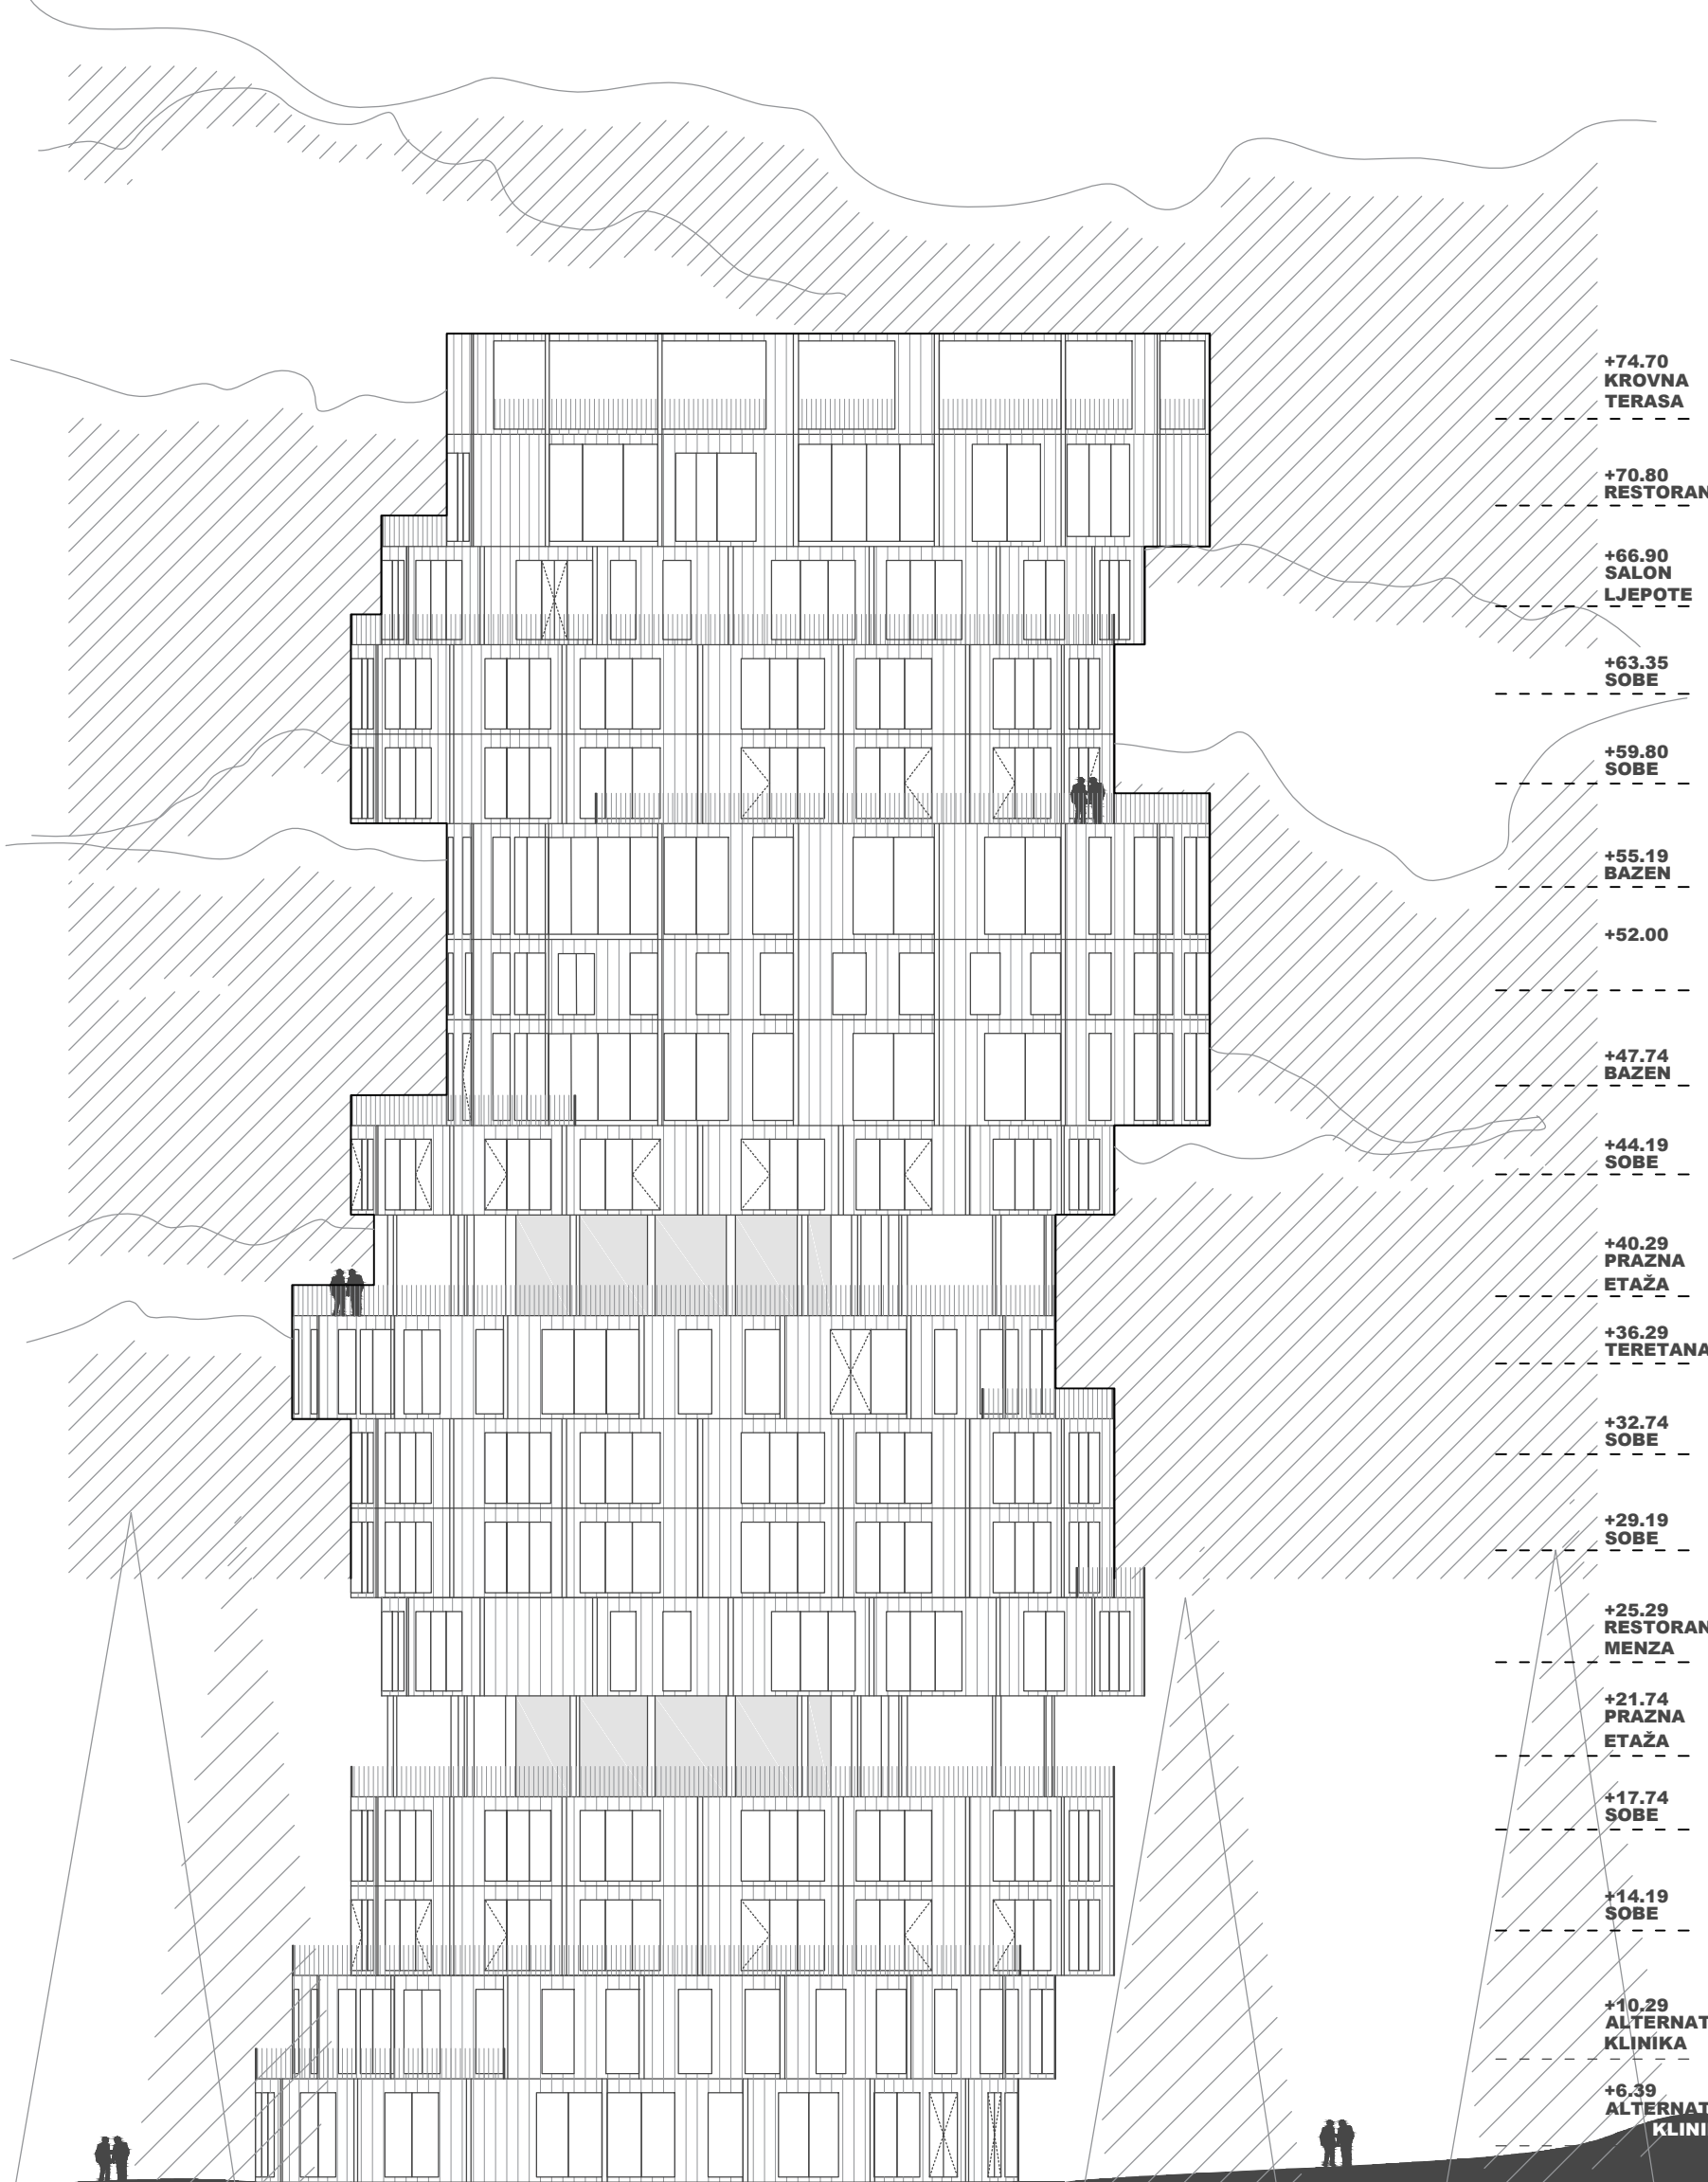 +74.70
KROVNA
TERASA
+70.80
RESTORAN
+66.90
SALON
LJEPOTE
+63.35
SOBE
+59.80
SOBE
+55.19
BAZEN
+52.00
+47.74
BAZEN
+44.19
SOBE
+40.29
PRAZNA
ETAŽA
+36.29
TERETANA
+32.74
SOBE
+29.19
SOBE
+25.29
RESTORAN
MENZA
+21.74
PRAZNA
ETAŽA
+17.74
SOBE
+14.19
SOBE
+10.29
ALTERNAT
KLINIKA
+6.39
ALTERNAT
KLINI